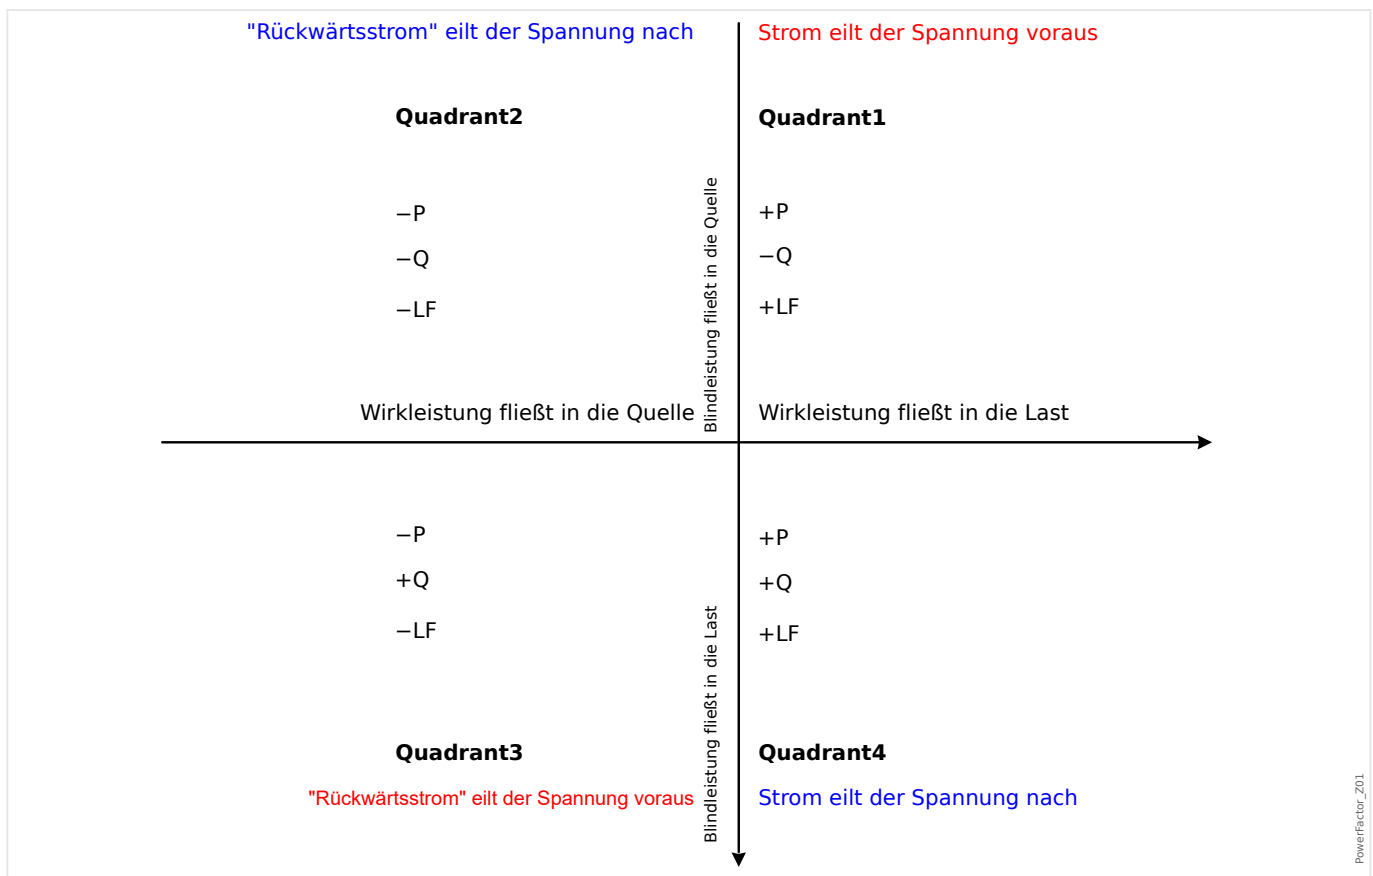 "Rückwärtsstrom" eilt der Spannung nach
Strom eilt der Spannung voraus
Quadrant2
Quadrant1
−P
−Q
−LF
+P
−Q
+LF
Blindleistung fließt in die Quelle
Wirkleistung fließt in die Quelle
Wirkleistung fließt in die Last
−P
+Q
−LF
+P
+Q
+LF
Blindleistung fließt in die Last
Quadrant3
Quadrant4
"Rückwärtsstrom" eilt der Spannung voraus
Strom eilt der Spannung nach
PowerFactor_Z01